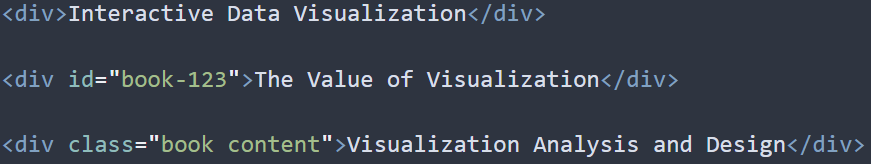 <div>Interactive Data Visualization</div>
<div id="book-123">The Value of Visualization</div>
<div class="book content">Visualization Analysis and Design</div>